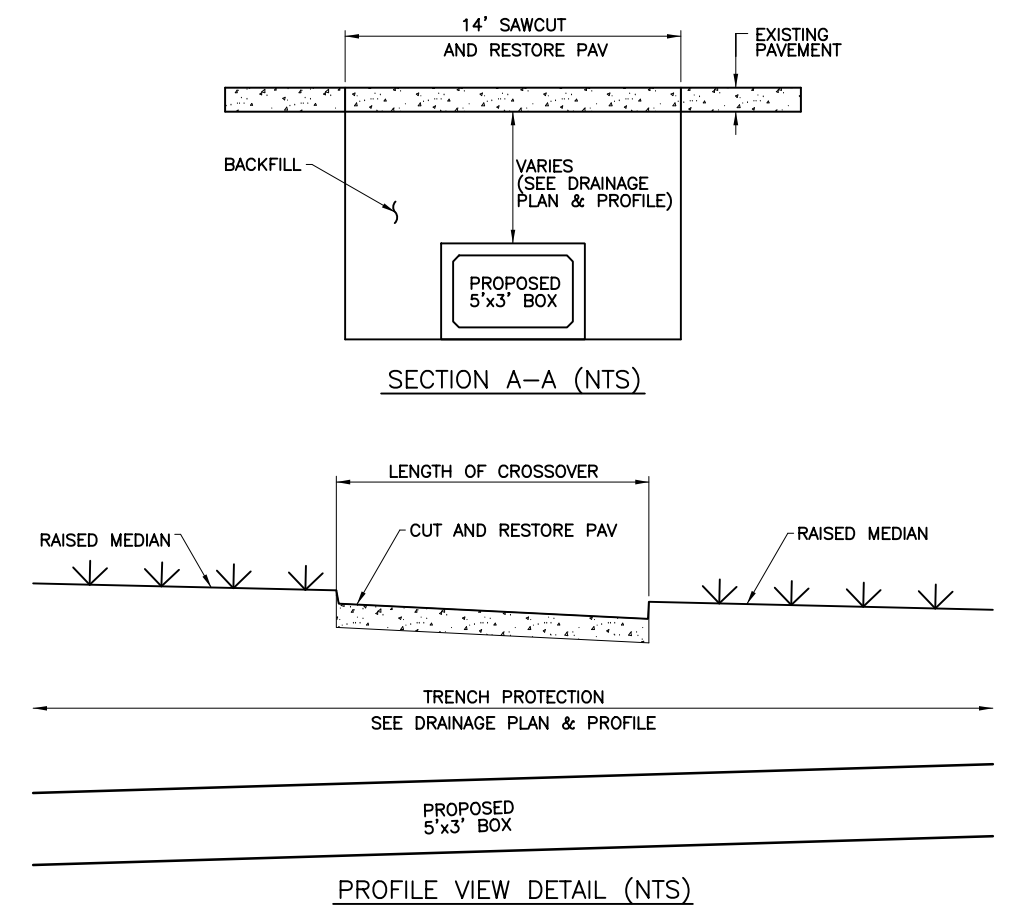 14' SAWCUT
AND RESTORE PAV
EXISTING
PAVEMENT
BACKFILL
VARIES
(SEE DRAINAGE
PLAN & PROFILE)
PROPOSED
5'x3' BOX
SECTION A-A (NTS)
LENGTH OF CROSSOVER
RAISED MEDIAN
CUT AND RESTORE PAV
RAISED MEDIAN
TRENCH PROTECTION
SEE DRAINAGE PLAN & PROFILE
PROPOSED
5'x3' BOX
PROFILE VIEW DETAIL (NTS)